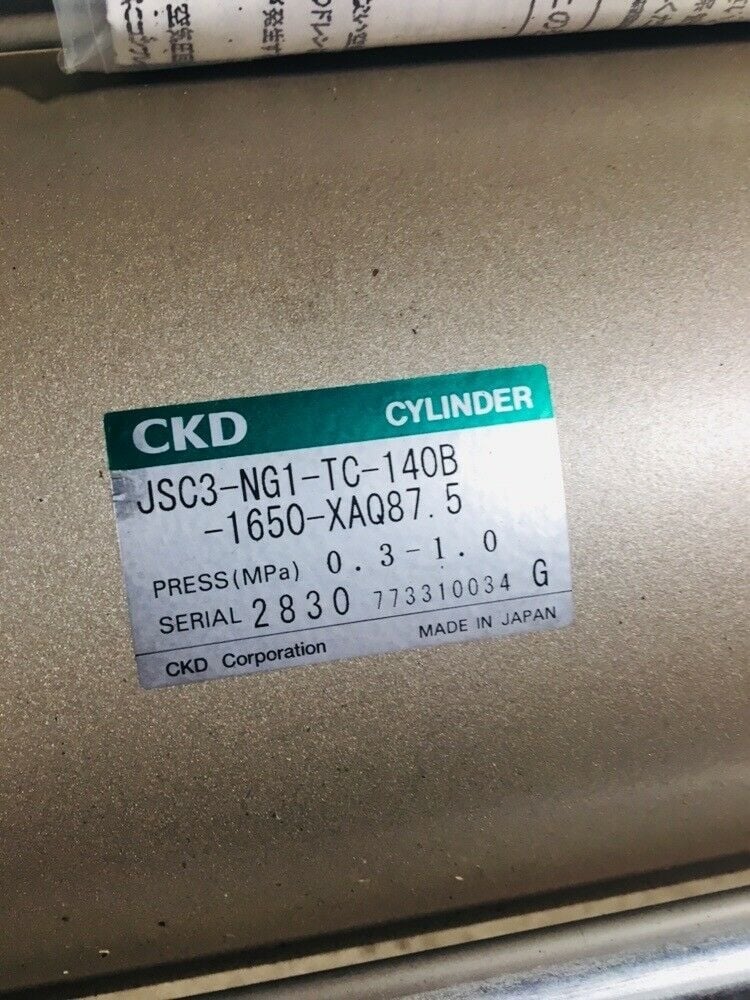 CKD CYLINDER
JSC3-NG1-TC-140B
-1650-XAQ87.5
PRESS(MPa) 0.3-1.0
SERIAL 2830 773310034 G
CKD Corporation MADE IN JAPAN